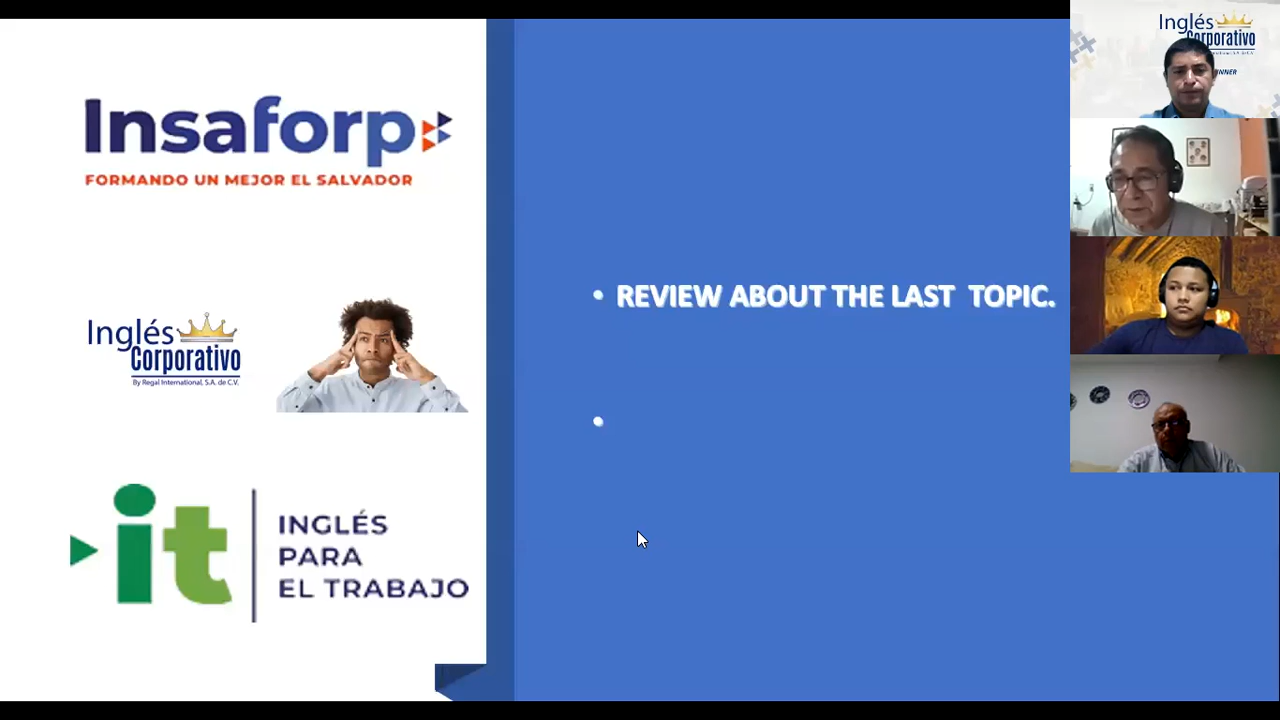 Insaforp
FORMANDO UN MEJOR EL SALVADOR
Inglés
Corporativo
By Regal International, S.A. de C.V.
it
INGLÉS
PARA
EL TRABAJO
• REVIEW ABOUT THE LAST TOPIC.
•
Inglés
Corporativo